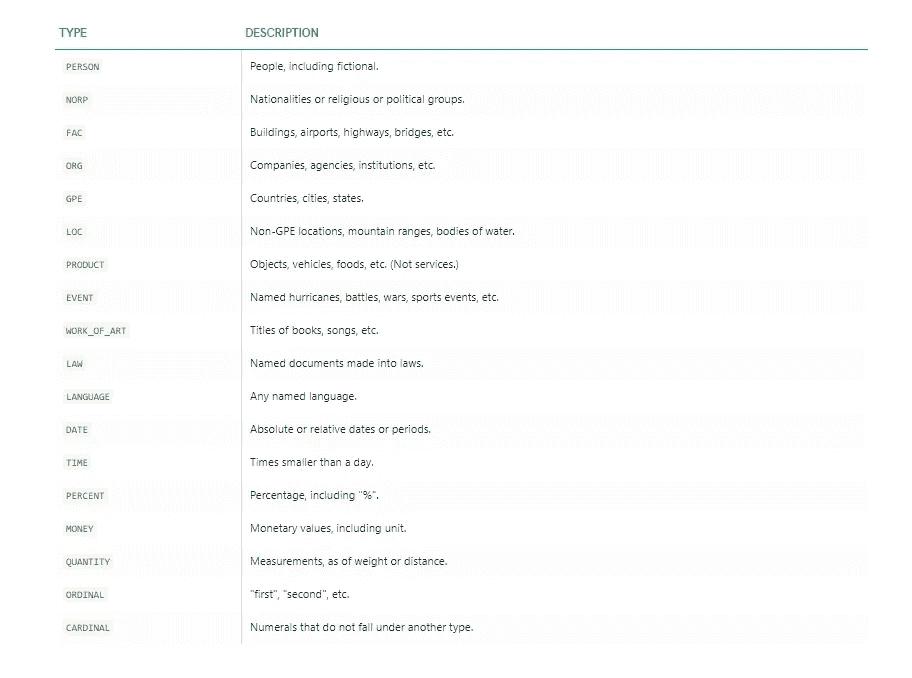 TYPE DESCRIPTION
PERSON People, including fictional.
NORP Nationalities or religious or political groups.
FAC Buildings, airports, highways, bridges, etc.
ORG Companies, agencies, institutions, etc.
GPE Countries, cities, states.
LOC Non-GPE locations, mountain ranges, bodies of water.
PRODUCT Objects, vehicles, foods, etc. (Not services.)
EVENT Named hurricanes, battles, wars, sports events, etc.
WORK_OF_ART Titles of books, songs, etc.
LAW Named documents made into laws.
LANGUAGE Any named language.
DATE Absolute or relative dates or periods.
TIME Times smaller than a day.
PERCENT Percentage, including "%".
MONEY Monetary values, including unit.
QUANTITY Measurements, as of weight or distance.
ORDINAL "first", "second", etc.
CARDINAL Numerals that do not fall under another type.